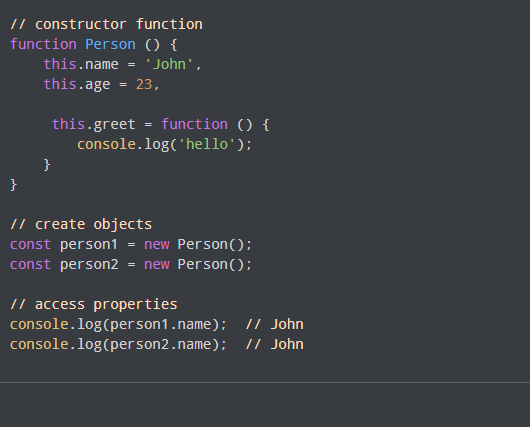 // constructor function
function Person () {
    this.name = 'John',
    this.age = 23,

     this.greet = function () {
        console.log('hello');
    }
}

// create objects
const person1 = new Person();
const person2 = new Person();

// access properties
console.log(person1.name);  // John
console.log(person2.name);  // John